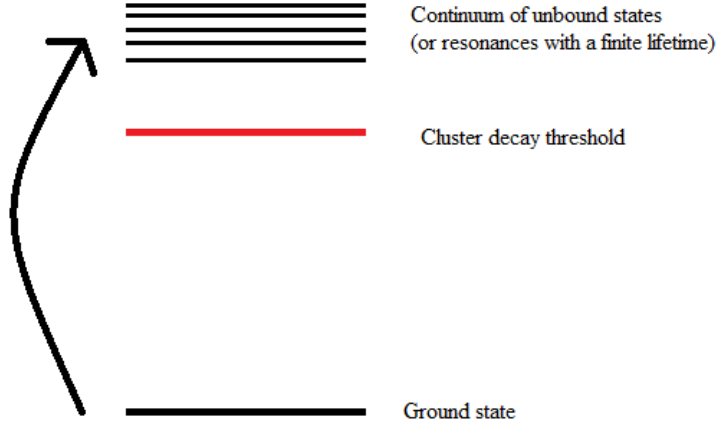 Continuum of unbound states
(or resonances with a finite lifetime)
Cluster decay threshold
Ground state